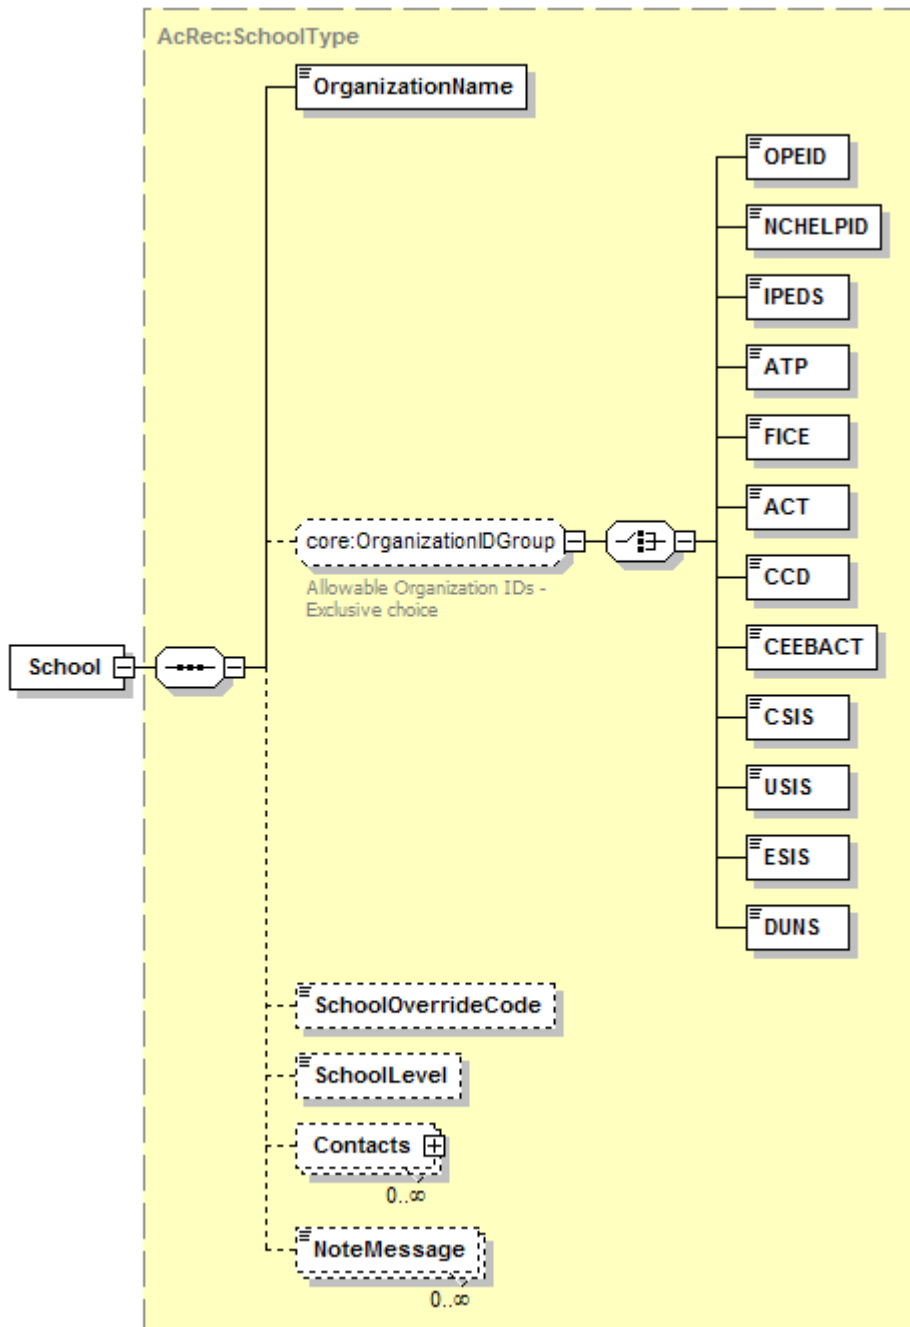 AcRec:SchoolType
OrganizationName
OPEID
NCHELPID
IPEDS
ATP
FICE
ACT
core:OrganizationIDGroup
Allowable Organization IDs -
Exclusive choice
CCD
CEEBACT
School
CSIS
USIS
ESIS
DUNS
SchoolOverrideCode
SchoolLevel
Contacts
0..∞
NoteMessage
0..∞